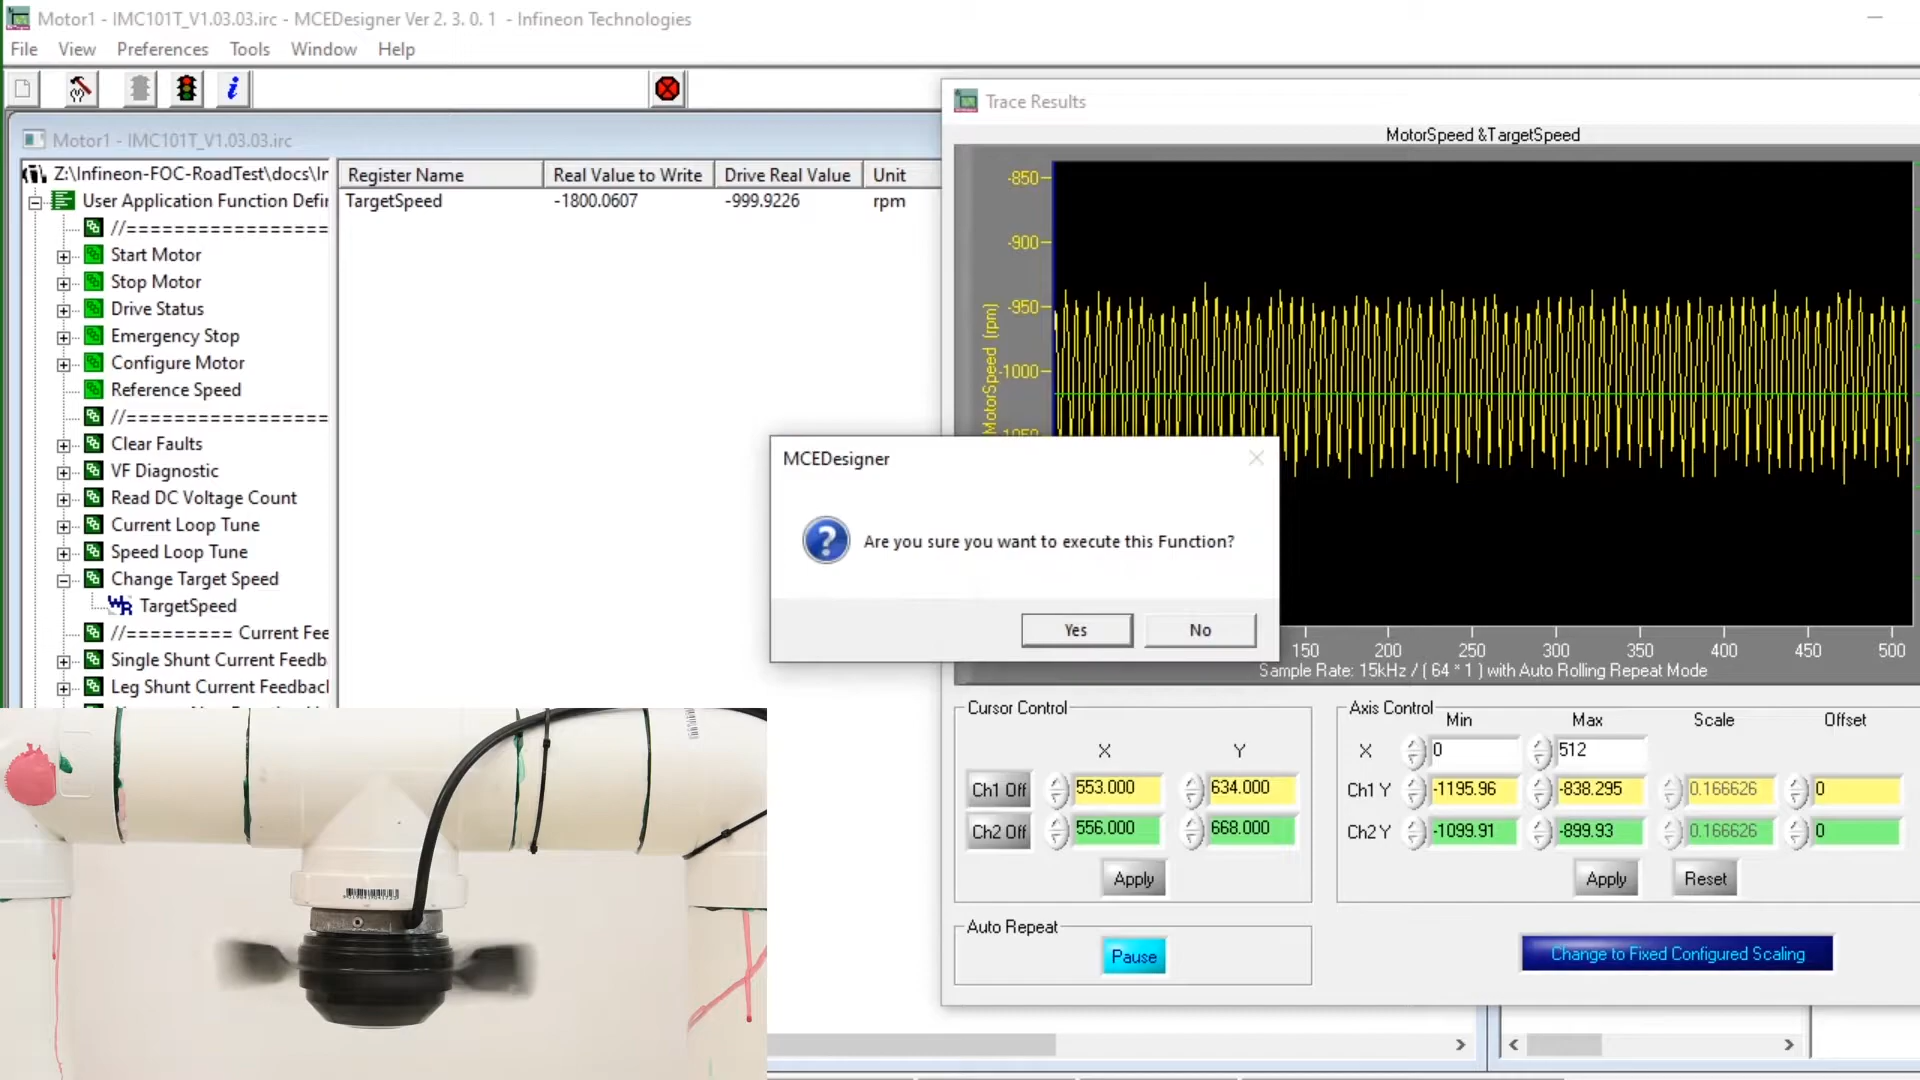 Motor1 - IMC101T_V1.03.03.irc - MCEDesigner Ver 2. 3. 0. 1 - Infineon Technologies
File View Preferences Tools Window Help
i
Motor1 - IMC101T_V1.03.03.irc
Z:\Infineon-FOC-RoadTest\docs\Ir
User Application Function Defir
//==================
Start Motor
Stop Motor
Drive Status
Emergency Stop
Configure Motor
Reference Speed
//==================
Clear Faults
VF Diagnostic
Read DC Voltage Count
Current Loop Tune
Speed Loop Tune
Change Target Speed
WR TargetSpeed
//========= Current Fee
Single Shunt Current Feedb
Leg Shunt Current Feedbacl
Register Name Real Value to Write Drive Real Value Unit
TargetSpeed -1800.0607 -999.9226 rpm
Trace Results
MotorSpeed &TargetSpeed
MotorSpeed (rpm)
-850
-900
-950
-1000
-1050
150 200 250 300 350 400 450 500
Sample Rate: 15kHz / ( 64 * 1 ) with Auto Rolling Repeat Mode
MCEDesigner
? Are you sure you want to execute this Function?
Yes No
Cursor Control
X Y
Ch1 Off 553.000 634.000
Ch2 Off 556.000 668.000
Apply
Auto Repeat
Pause
Axis Control
Min Max Scale Offset
X 0 512
Ch1 Y -1195.96 -838.295 0.166626 0
Ch2 Y -1099.91 -899.93 0.166626 0
Apply Reset
Change to Fixed Configured Scaling